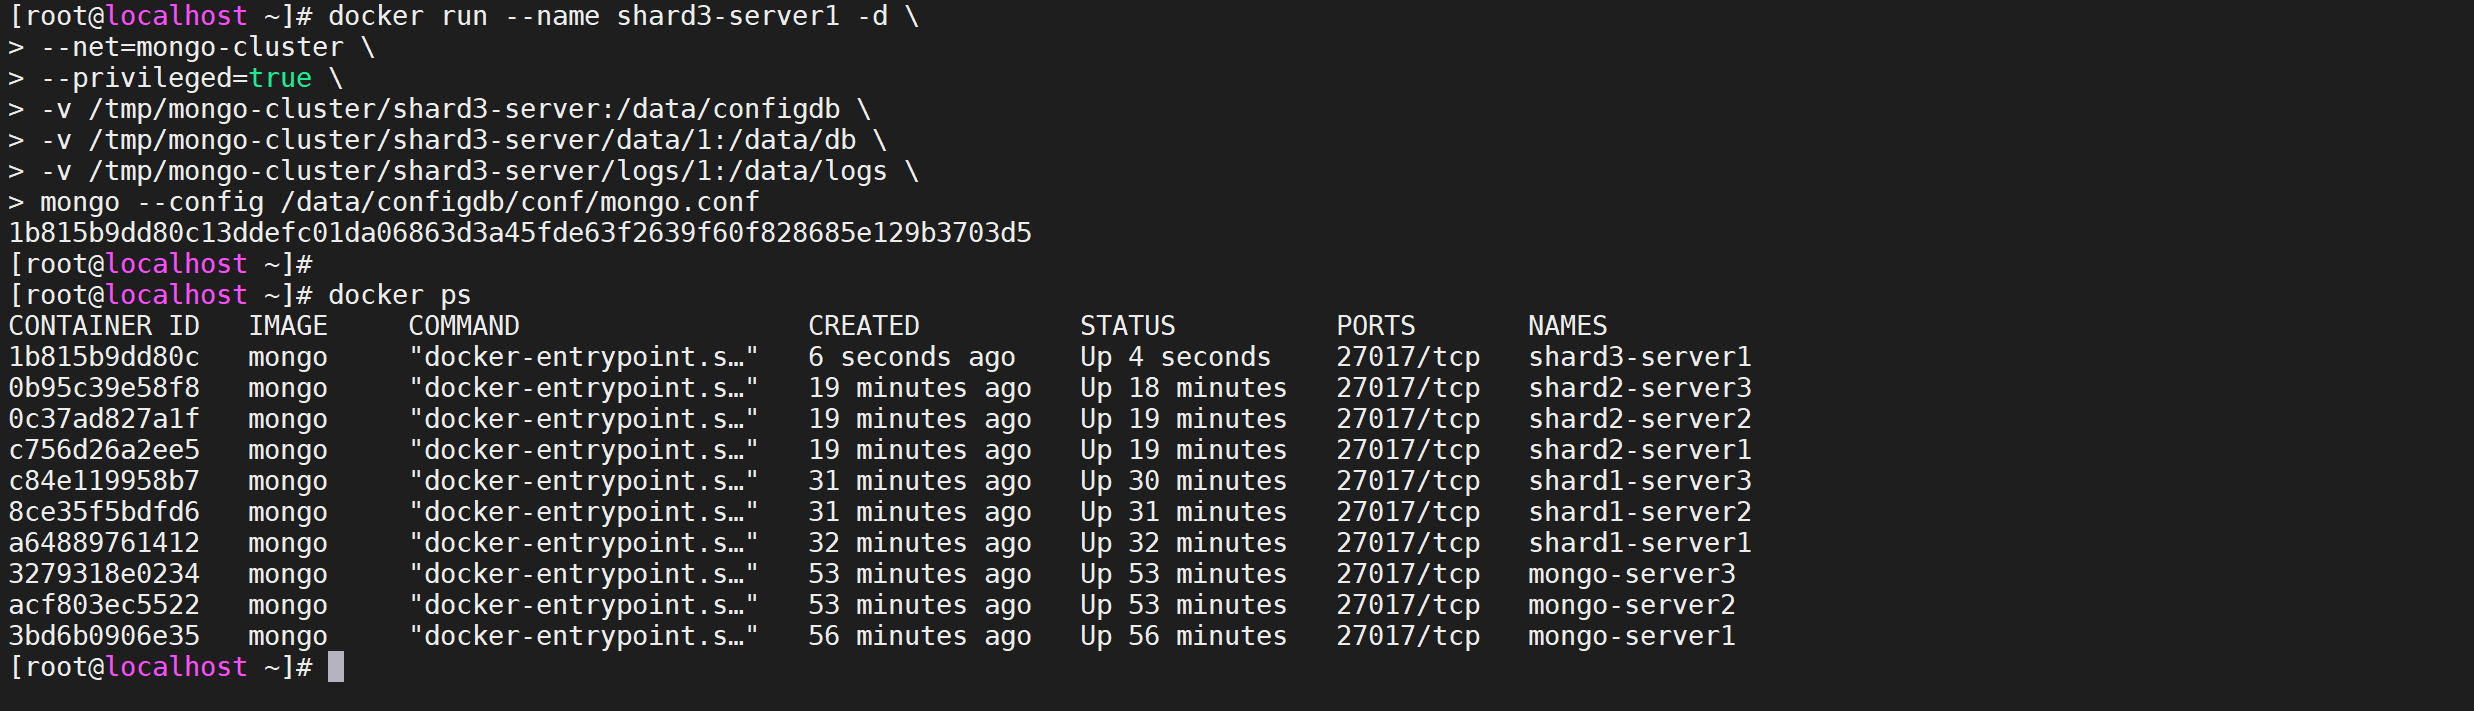 [root@localhost ~]# docker run --name shard3-server1 -d \
> --net=mongo-cluster \
> --privileged=true \
> -v /tmp/mongo-cluster/shard3-server:/data/configdb \
> -v /tmp/mongo-cluster/shard3-server/data/1:/data/db \
> -v /tmp/mongo-cluster/shard3-server/logs/1:/data/logs \
> mongo --config /data/configdb/conf/mongo.conf
1b815b9dd80c13ddefc01da06863d3a45fde63f2639f60f828685e129b3703d5
[root@localhost ~]#
[root@localhost ~]# docker ps
CONTAINER ID   IMAGE     COMMAND                  CREATED          STATUS          PORTS       NAMES
1b815b9dd80c   mongo     "docker-entrypoint.s…"   6 seconds ago    Up 4 seconds    27017/tcp   shard3-server1
0b95c39e58f8   mongo     "docker-entrypoint.s…"   19 minutes ago   Up 18 minutes   27017/tcp   shard2-server3
0c37ad827a1f   mongo     "docker-entrypoint.s…"   19 minutes ago   Up 19 minutes   27017/tcp   shard2-server2
c756d26a2ee5   mongo     "docker-entrypoint.s…"   19 minutes ago   Up 19 minutes   27017/tcp   shard2-server1
c84e119958b7   mongo     "docker-entrypoint.s…"   31 minutes ago   Up 30 minutes   27017/tcp   shard1-server3
8ce35f5bdfd6   mongo     "docker-entrypoint.s…"   31 minutes ago   Up 31 minutes   27017/tcp   shard1-server2
a64889761412   mongo     "docker-entrypoint.s…"   32 minutes ago   Up 32 minutes   27017/tcp   shard1-server1
3279318e0234   mongo     "docker-entrypoint.s…"   53 minutes ago   Up 53 minutes   27017/tcp   mongo-server3
acf803ec5522   mongo     "docker-entrypoint.s…"   53 minutes ago   Up 53 minutes   27017/tcp   mongo-server2
3bd6b0906e35   mongo     "docker-entrypoint.s…"   56 minutes ago   Up 56 minutes   27017/tcp   mongo-server1
[root@localhost ~]#